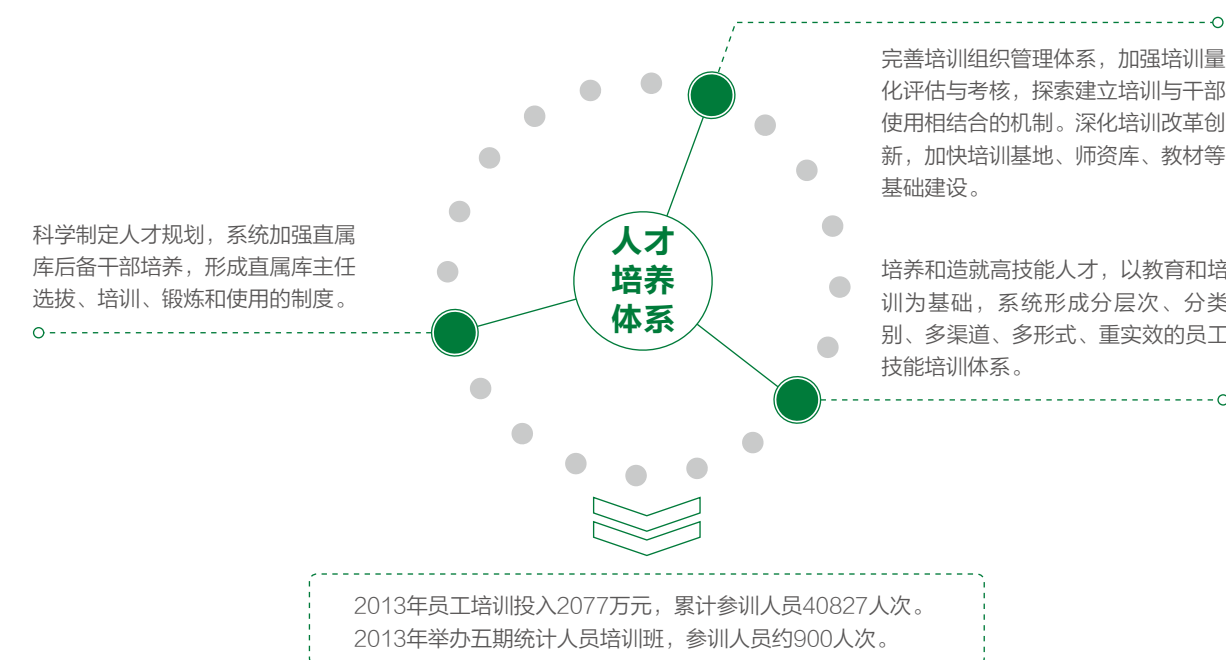 完善培训组织管理体系，加强培训量
化评估与考核，探索建立培训与干部
使用相结合的机制。深化培训改革创
新，加快培训基地、师资库、教材等
基础建设。
科学制定人才规划，系统加强直属
库后备干部培养，形成直属库主任
选拔、培训、锻炼和使用的制度。
人才
培养
体系
培养和造就高技能人才，以教育和培
训为基础，系统形成分层次、分类
别、多渠道、多形式、重实效的员工
技能培训体系。
2013年员工培训投入2077万元，累计参训人员40827人次。
2013年举办五期统计人员培训班，参训人员约900人次。